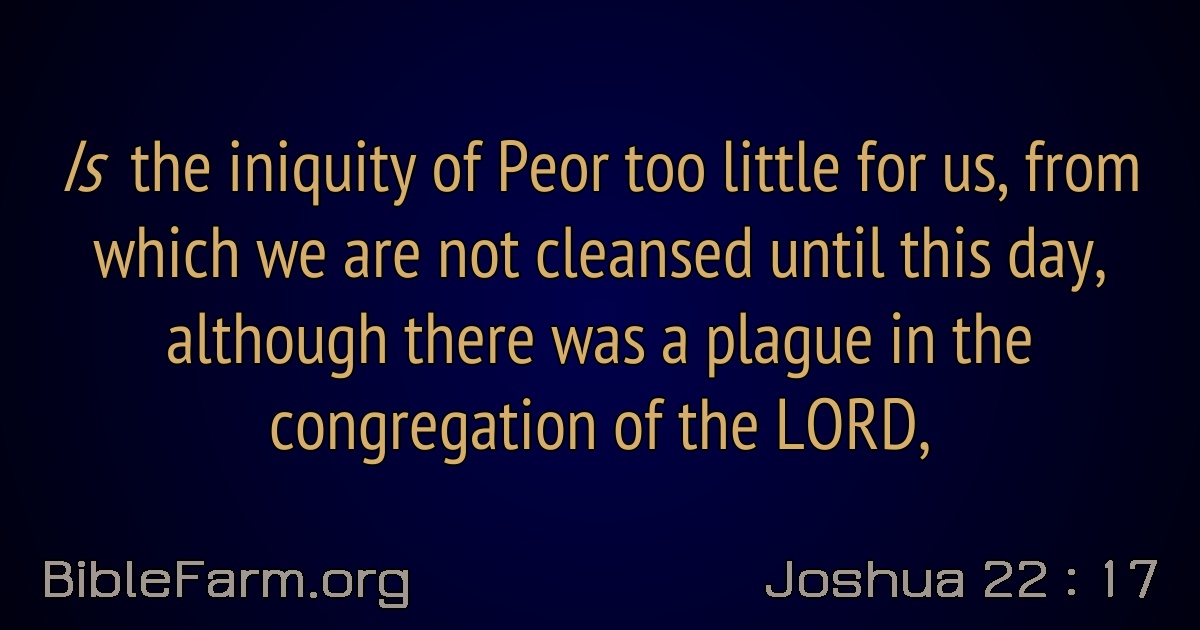 Is the iniquity of Peor too little for us, from
which we are not cleansed until this day,
although there was a plague in the
congregation of the LORD,
BibleFarm.org
Joshua 22 : 17